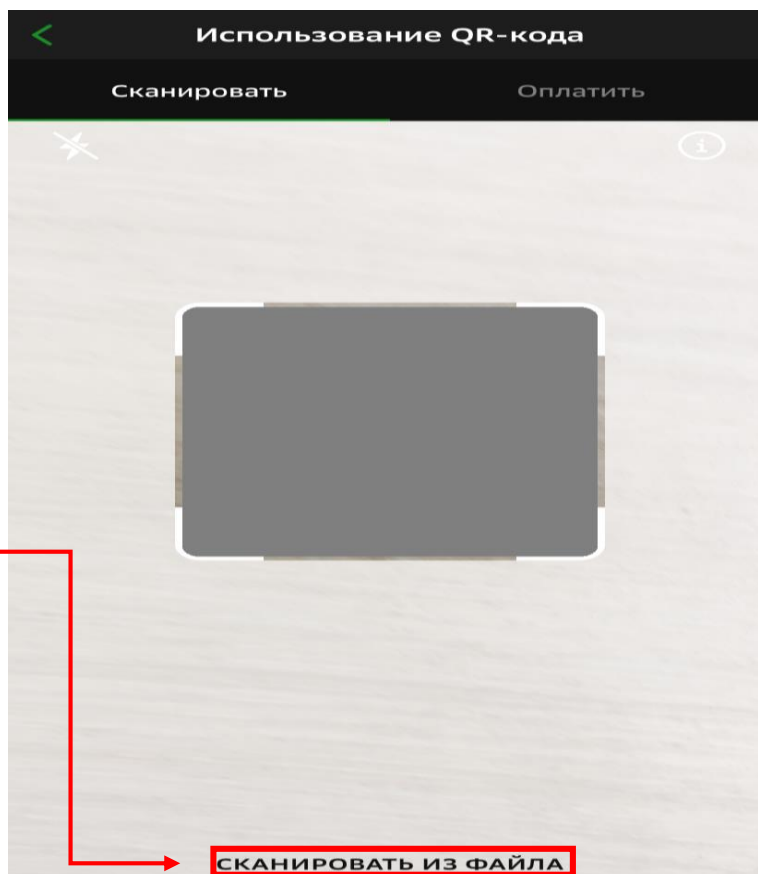 Использование QR-кода
Сканировать Оплатить
i
СКАНИРОВАТЬ ИЗ ФАЙЛА